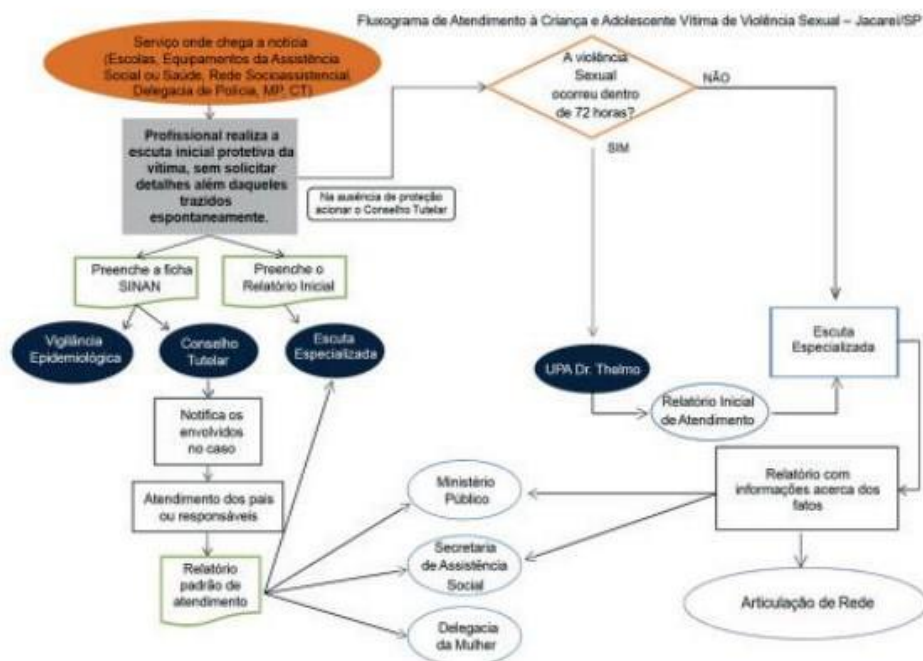 Fluxograma de Atendimento à Criança e Adolescente Vítima de Violência Sexual – Jacareí/SP
Serviço onde chega a notícia
(Escolas, Equipamentos da Assistência
Social ou Saúde, Rede Socioassistencial,
Delegacia de Polícia, MP, CT)
A violência
Sexual
ocorreu dentro
de 72 horas?
NÃO
SIM
Profissional realiza a
escuta inicial protetiva da
vítima, sem solicitar
detalhes além daqueles
trazidos
espontaneamente.
Na ausência de proteção
acionar o Conselho Tutelar
Preenche a ficha
SINAN
Preenche o
Relatório Inicial
Vigilância
Epidemiológica
Conselho
Tutelar
Escuta
Especializada
UPA Dr. Thelmo
Escuta
Especializada
Relatório Inicial
de Atendimento
Notifica os
envolvidos
no caso
Atendimento dos pais
ou responsáveis
Relatório
padrão de
atendimento
Ministério
Público
Secretaria
de Assistência
Social
Delegacia
da Mulher
Relatório com
informações acerca dos
fatos
Articulação de Rede